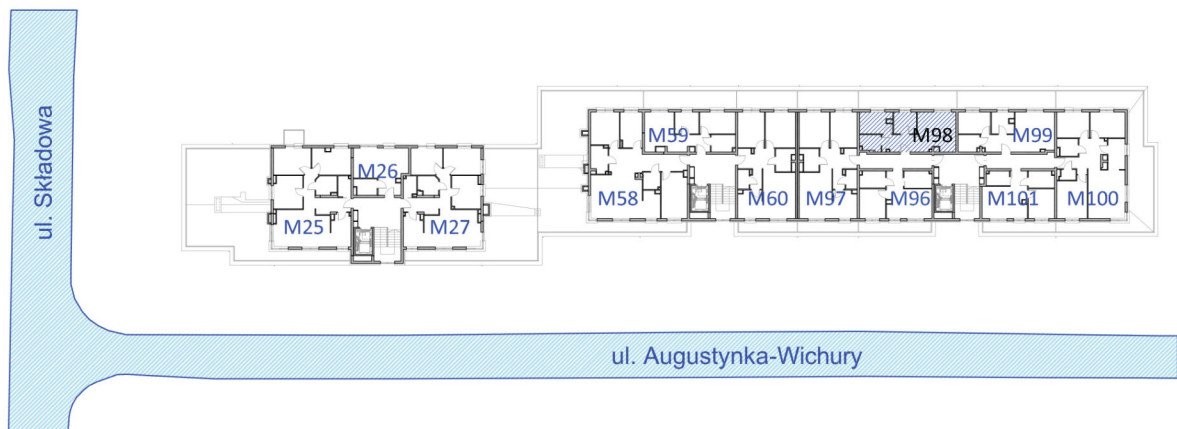 ul. Składowa
M59
M98
M99
M26
M58
M60
M97
M96
M101
M100
M25
M27
ul. Augustynka-Wichury